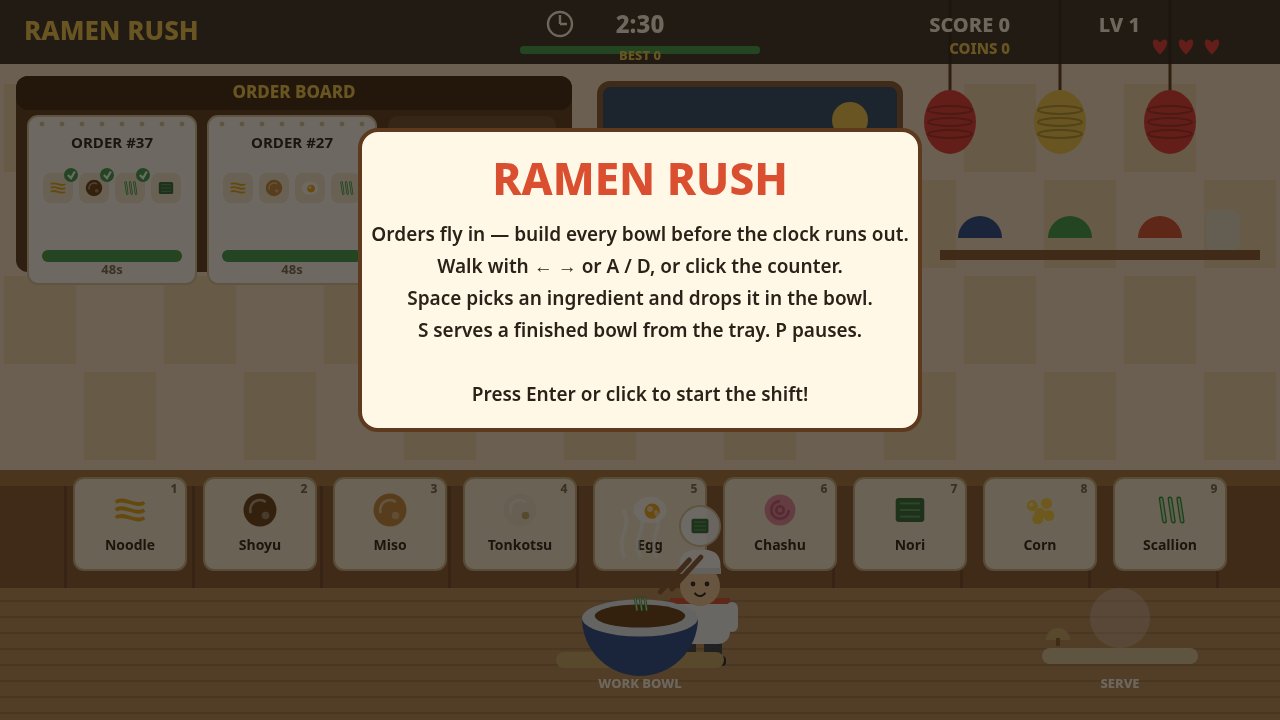 RAMEN RUSH
2:30
BEST 0
SCORE 0
COINS 0
LV 1
ORDER BOARD
ORDER #37
ORDER #27
48s
48s
RAMEN RUSH
Orders fly in — build every bowl before the clock runs out.
Walk with ← → or A / D, or click the counter.
Space picks an ingredient and drops it in the bowl.
S serves a finished bowl from the tray. P pauses.
Press Enter or click to start the shift!
1
Noodle
2
Shoyu
3
Miso
4
Tonkotsu
5
Egg
6
Chashu
7
Nori
8
Corn
9
Scallion
WORK BOWL
SERVE